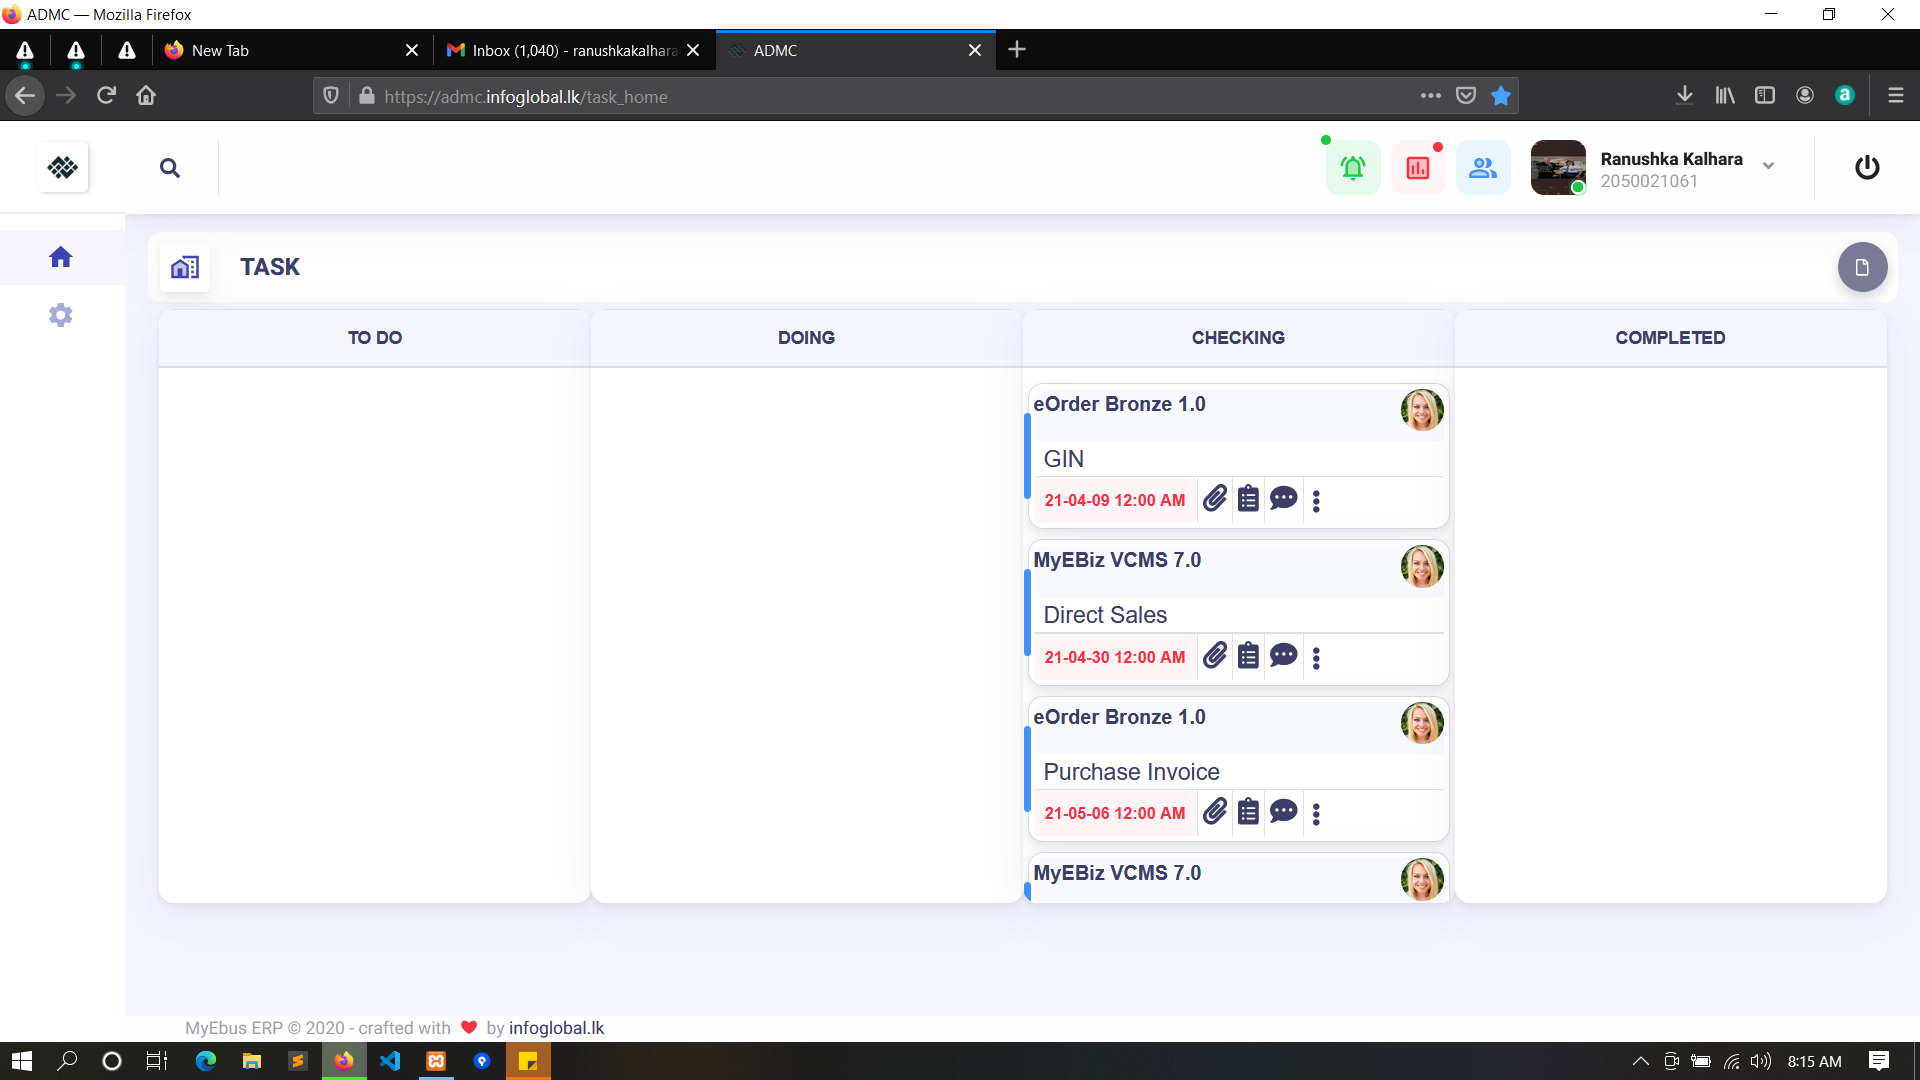 ADMC — Mozilla Firefox
New Tab
Inbox (1,040) - ranushkakalhara
ADMC
https://admc.infoglobal.lk/task_home
Ranushka Kalhara
2050021061
TASK
TO DO
DOING
CHECKING
COMPLETED
eOrder Bronze 1.0
GIN
21-04-09 12:00 AM
MyEBiz VCMS 7.0
Direct Sales
21-04-30 12:00 AM
eOrder Bronze 1.0
Purchase Invoice
21-05-06 12:00 AM
MyEBiz VCMS 7.0
MyEbus ERP © 2020 - crafted with ❤ by infoglobal.lk
8:15 AM